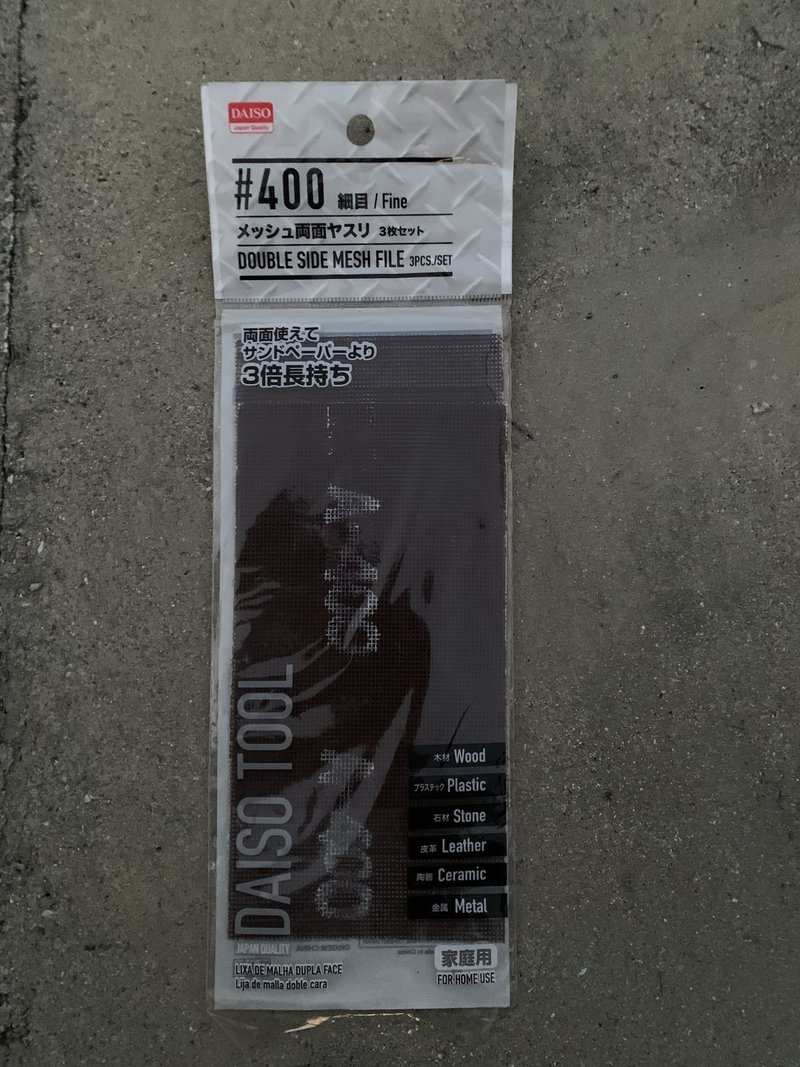 DAISO
Japan Quality
#400 細目 / Fine
メッシュ両面ヤスリ 3枚セット
DOUBLE SIDE MESH FILE 3PCS./SET
両面使えて
サンドペーパーより
3倍長持ち
DAISO TOOL
木材 Wood
プラスチック Plastic
石材 Stone
皮革 Leather
陶器 Ceramic
金属 Metal
JAPAN QUALITY
LIXA DE MALHA DUPLA FACE
Lija de malla doble cara
家庭用
FOR HOME USE